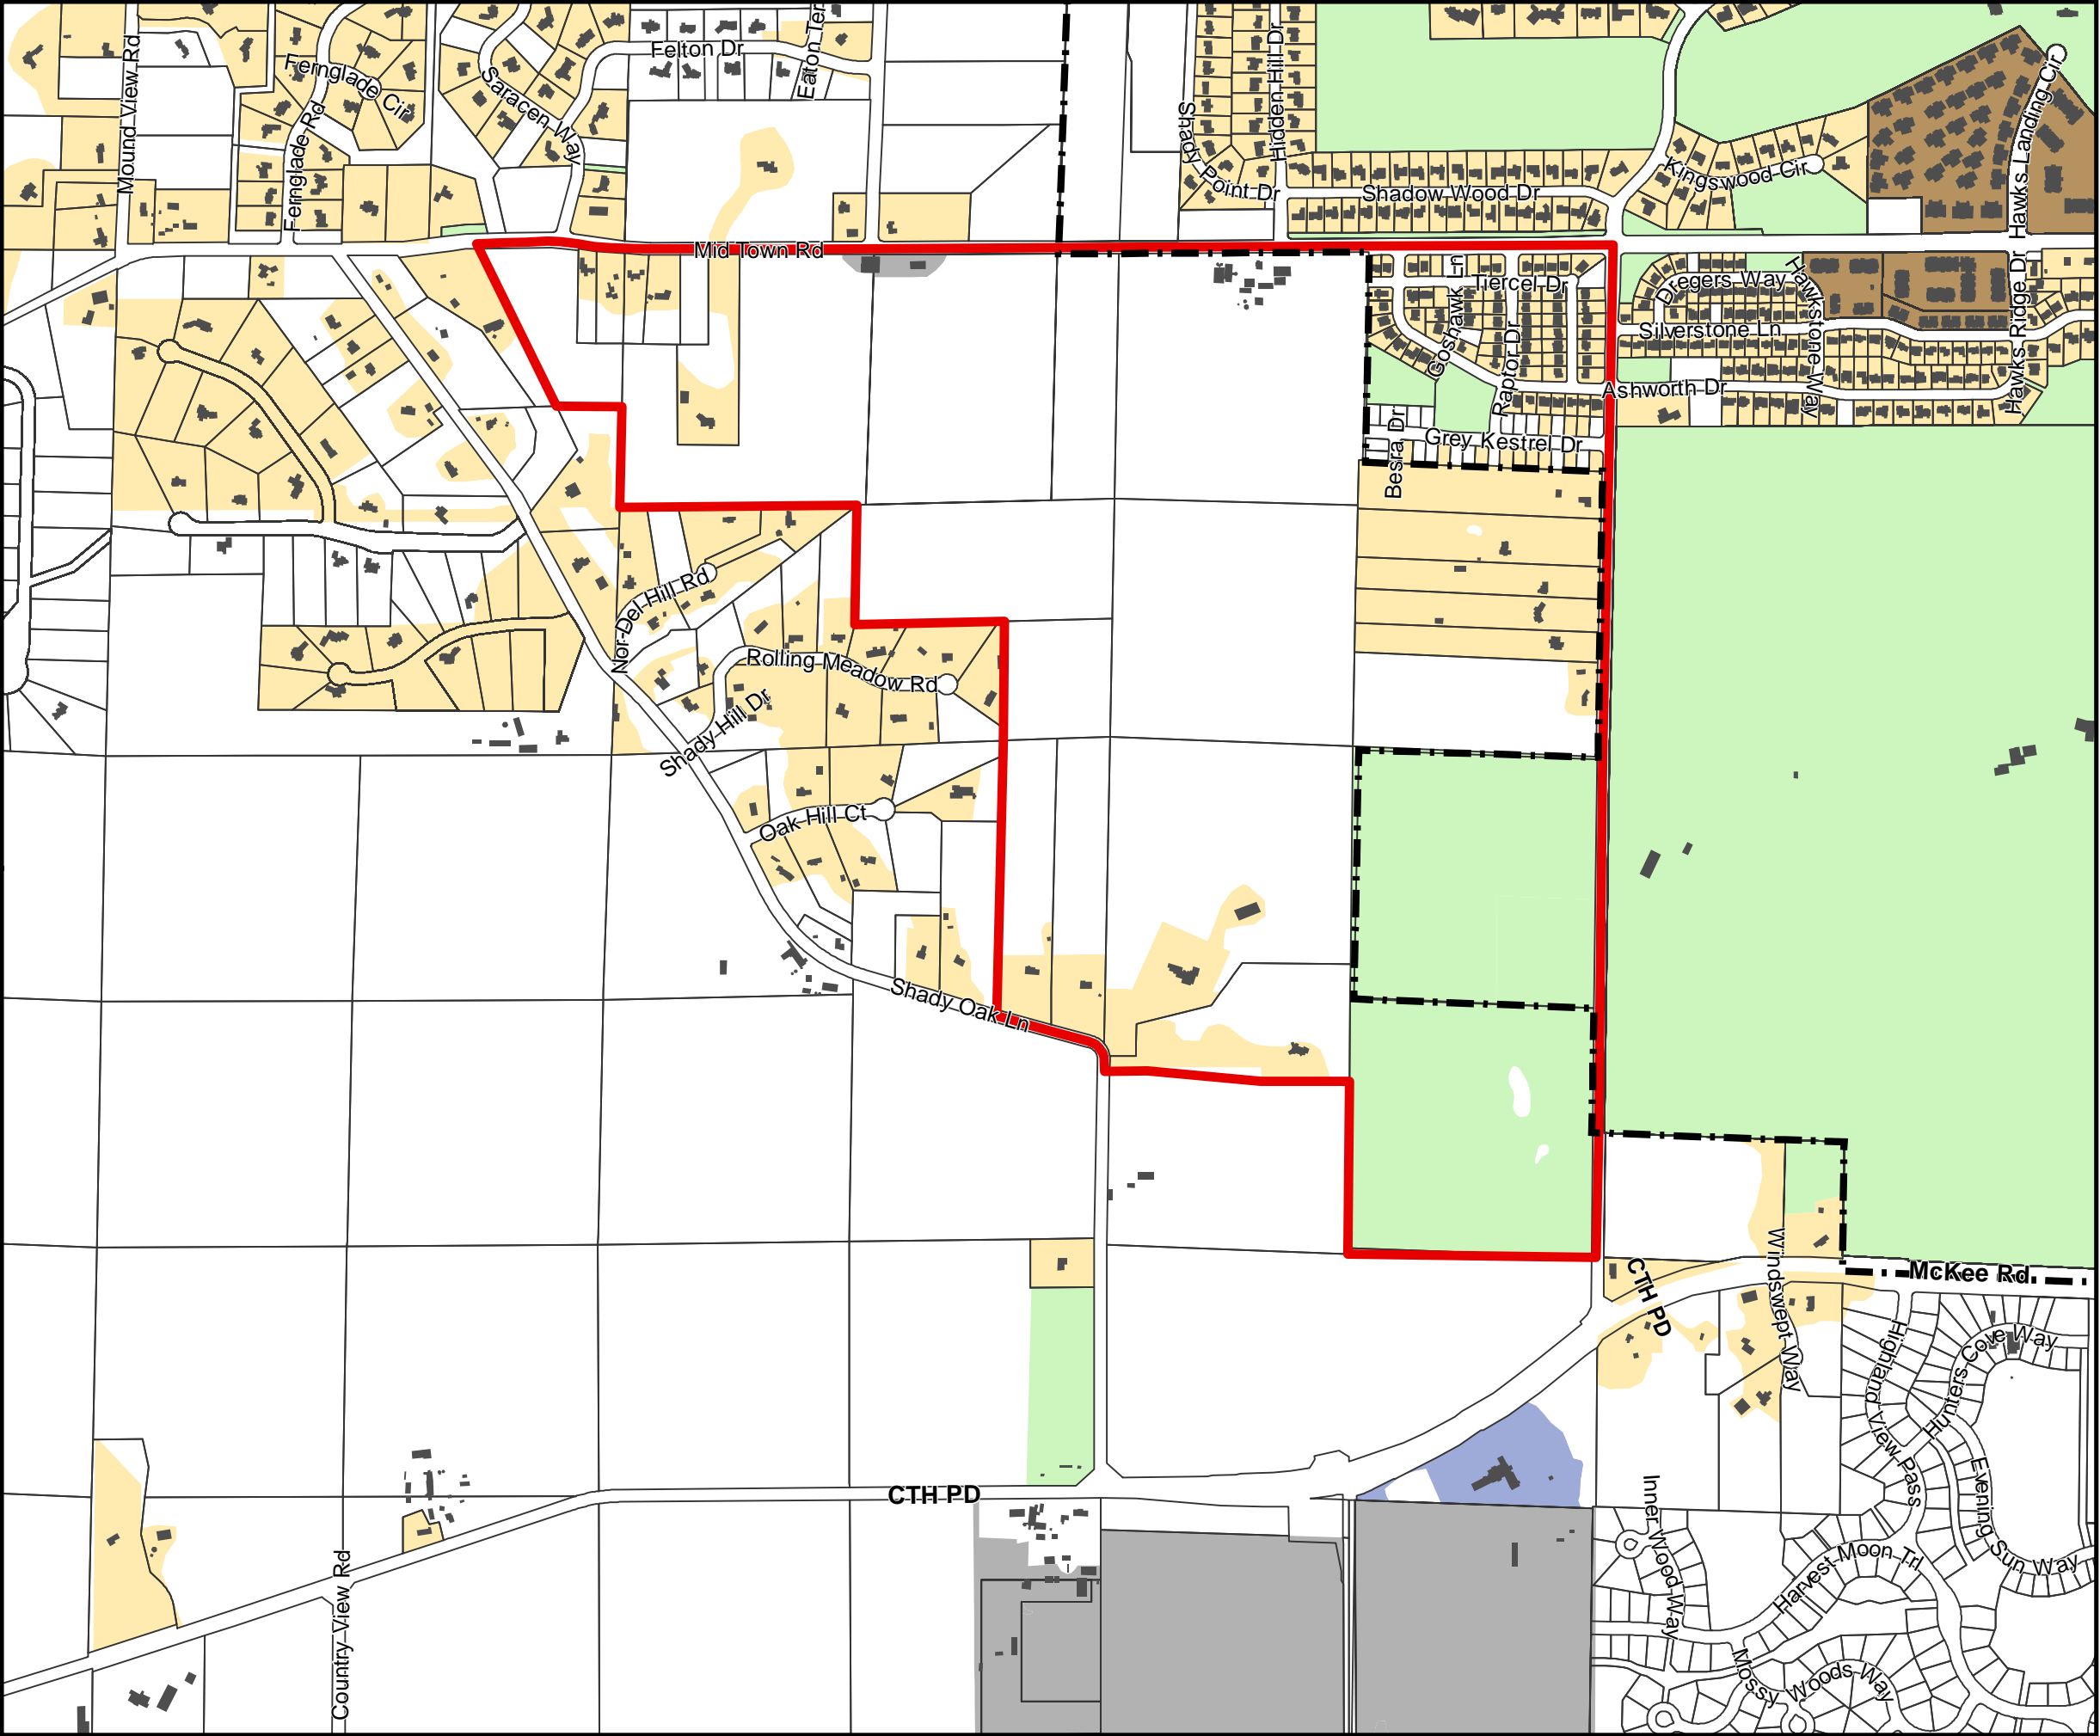 Mound View Rd
Fernglade Cir
Fernglade Rd
Saracen Way
Felton Dr
Eaton Ter
Shady Point Dr
Hidden Hill Dr
Shadow Wood Dr
Kingswood Cir
Hawks Landing Cir
Mid Town Rd
Goshawk Ln
Tiercel Dr
Raptor Dr
Dregers Way
Hawkstone Way
Silverstone Ln
Hawks Ridge Dr
Ashworth Dr
Grey Kestrel Dr
Besra Dr
Nor-Del Hill Rd
Rolling Meadow Rd
Shady Hill Dr
Oak Hill Ct
Shady Oak Ln
McKee Rd
CTH PD
Windswept Way
Highland View Pass
Hunters Cove Way
Evening Sun Way
CTH PD
Country View Rd
Inner Wood Way
Harvest Moon Trl
Mossy Woods Way